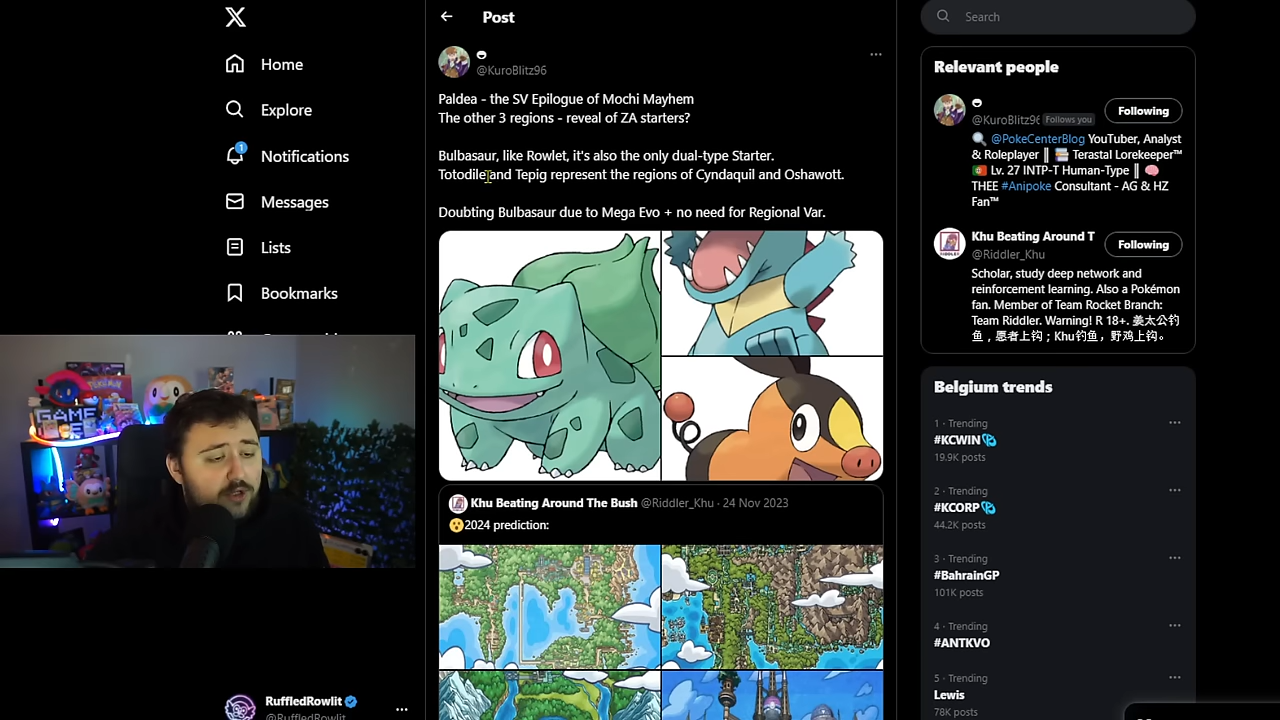 Home
Explore
1
Notifications
Messages
Lists
Bookmarks
GAME
RuffledRowlit
@RuffledRowlit
Post
@KuroBlitz96
Paldea - the SV Epilogue of Mochi Mayhem
The other 3 regions - reveal of ZA starters?
Bulbasaur, like Rowlet, it's also the only dual-type Starter.
Totodile and Tepig represent the regions of Cyndaquil and Oshawott.
Doubting Bulbasaur due to Mega Evo + no need for Regional Var.
Khu Beating Around The Bush @Riddler_Khu · 24 Nov 2023
😮2024 prediction:
Search
Relevant people
@KuroBlitz96 Follows you
Following
🔍 @PokeCenterBlog YouTuber, Analyst
& Roleplayer ‖ 📚 Terastal Lorekeeper™
🇵🇹 Lv. 27 INTP-T Human-Type ‖ 🧠
THEE #Anipoke Consultant - AG & HZ
Fan™
Khu Beating Around T
@Riddler_Khu
Following
Scholar, study deep network and
reinforcement learning. Also a Pokémon
fan. Member of Team Rocket Branch:
Team Riddler. Warning! R 18+. 姜太公钓
鱼，愿者上钩；Khu钓鱼，野鸡上钩。
Belgium trends
1 · Trending
#KCWIN
19.9K posts
2 · Trending
#KCORP
44.2K posts
3 · Trending
#BahrainGP
101K posts
4 · Trending
#ANTKVO
5 · Trending
Lewis
78K posts